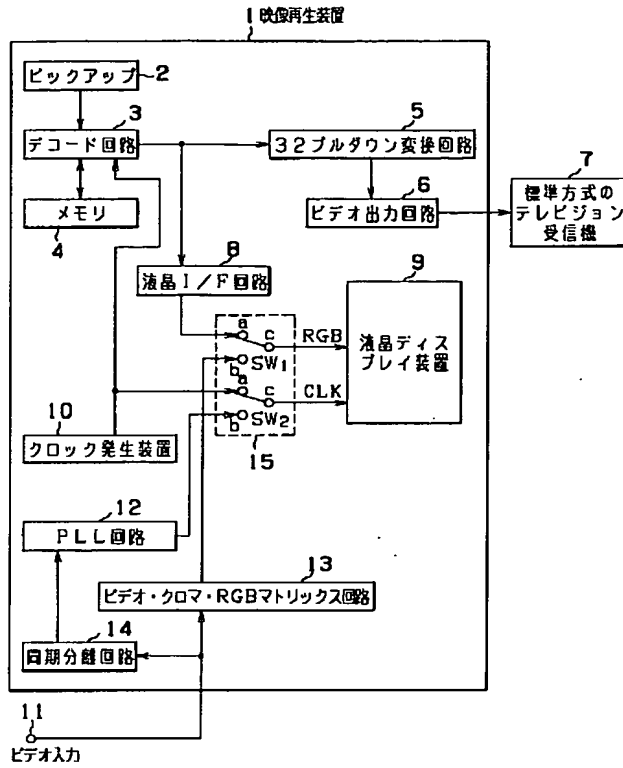 1 映像再生装置
ピックアップ
2
3
デコード回路
5
32プルダウン変換回路
6
ビデオ出力回路
7
標準方式の
テレビジョン
受信機
メモリ
4
8
液晶I/F回路
9
液晶ディス
プレイ装置
a
c
RGB
b
SW1
a
c
CLK
b
SW2
15
10
クロック発生装置
12
PLL回路
13
ビデオ・クロマ・RGBマトリックス回路
14
同期分離回路
11
ビデオ入力